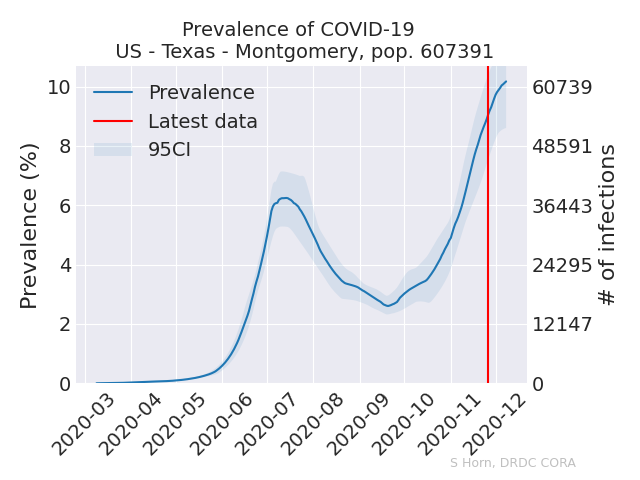 Prevalence of COVID-19
US - Texas - Montgomery, pop. 607391
Prevalence
Latest data
95CI
Prevalence (%)
10
8
6
4
2
0
60739
48591
36443
24295
12147
0
# of infections
2020-03
2020-04
2020-05
2020-06
2020-07
2020-08
2020-09
2020-10
2020-11
2020-12
S Horn, DRDC CORA